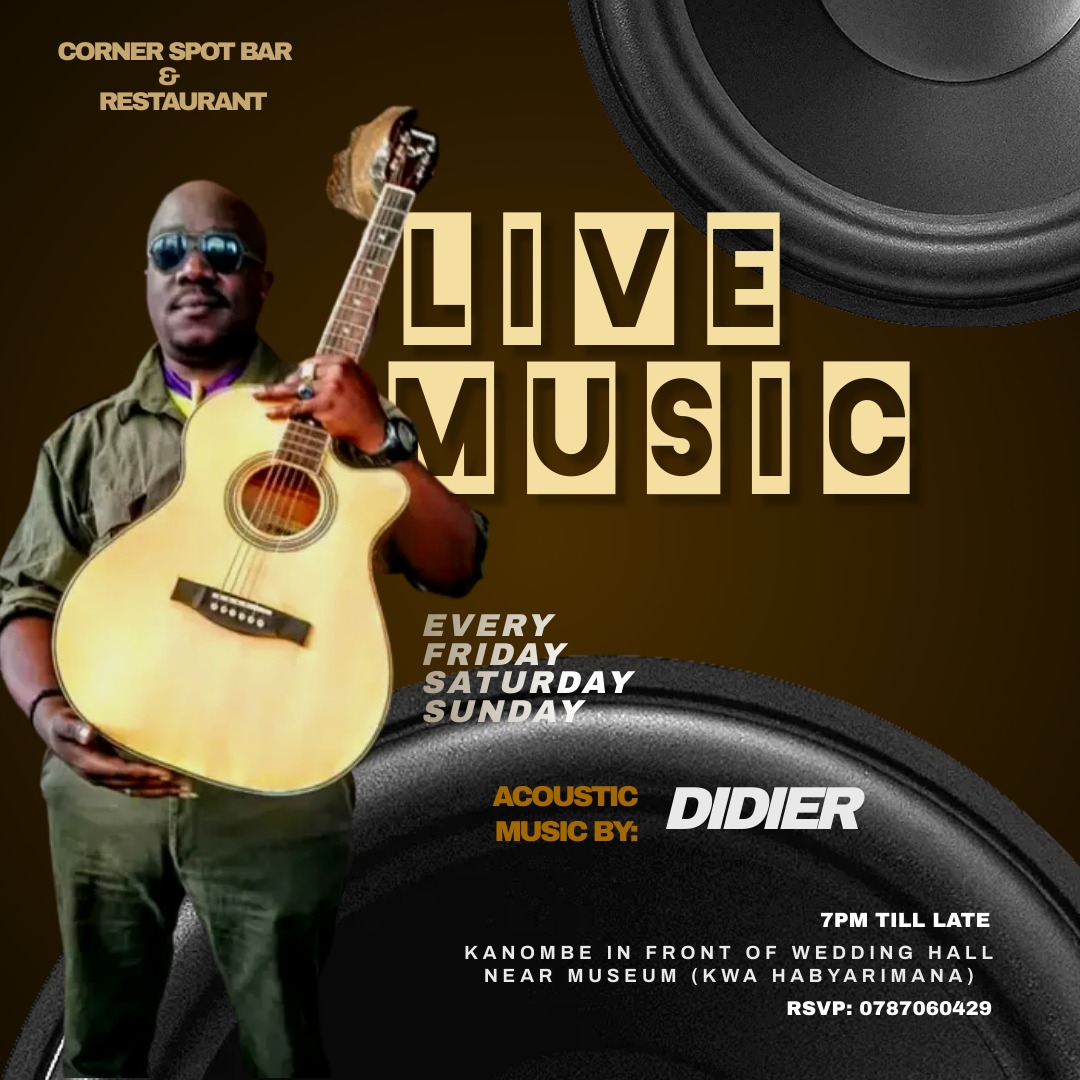 CORNER SPOT BAR
&
RESTAURANT
LIVE
MUSIC
EVERY
FRIDAY
SATURDAY
SUNDAY
ACOUSTIC
MUSIC BY:
DIDIER
7PM TILL LATE
KANOMBE IN FRONT OF WEDDING HALL
NEAR MUSEUM (KWA HABYARIMANA)
RSVP: 0787060429